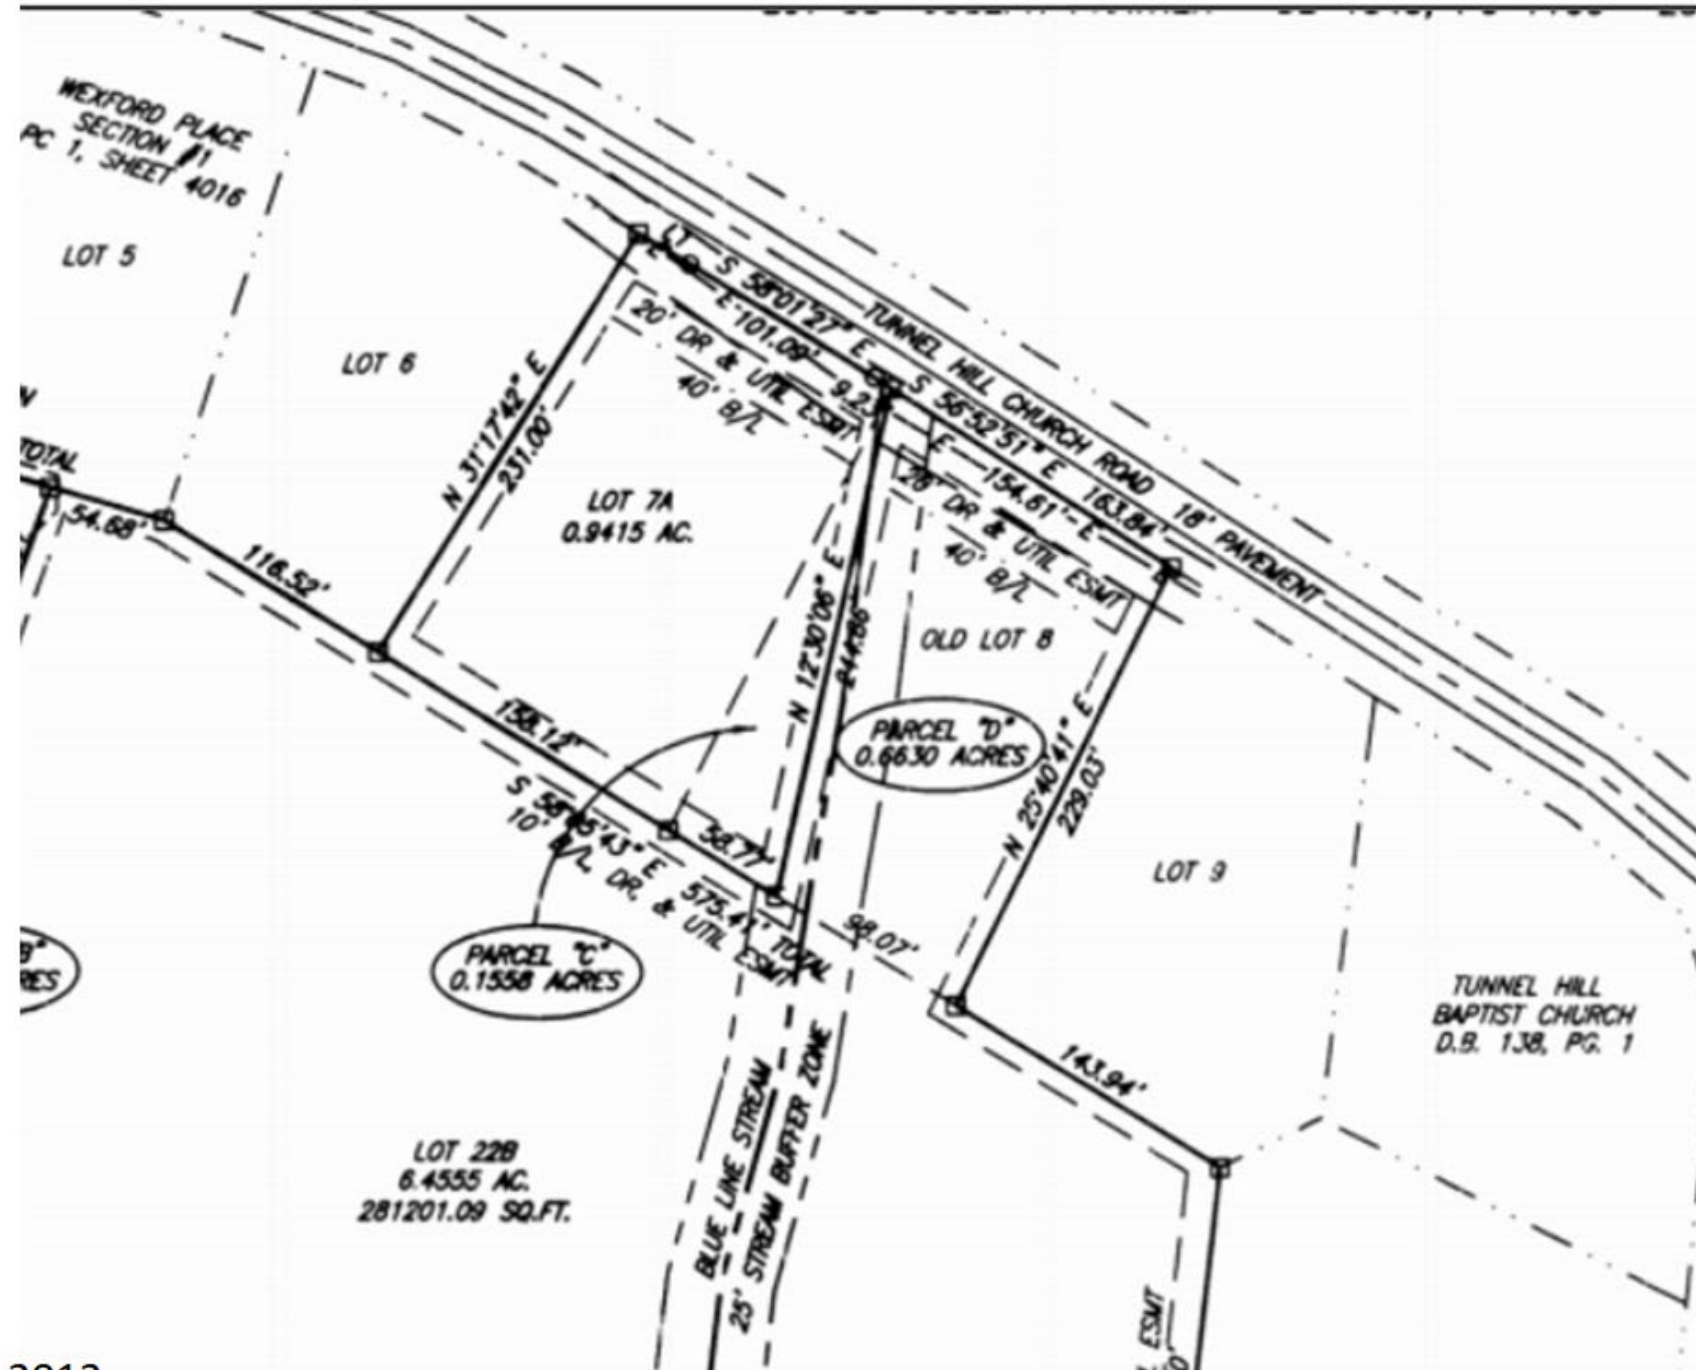 WEXFORD PLACE
SECTION #1
PC 1, SHEET 4016
LOT 5
LOT 6
TOTAL
54.68'
116.52'
N 31°17'42" E
231.00'
LOT 7A
0.9415 AC.
S 58°01'27" E
E 101.09'
9.23'
20' DR & UTIL ESMT
40' B/L
TUNNEL HILL CHURCH ROAD 18' PAVEMENT
S 56°52'51" E 163.84'
E 154.61' E
20' DR & UTIL ESMT
40' B/L
N 12°30'06" E
244.86'
OLD LOT 8
PARCEL "D"
0.6630 ACRES
N 25°40'41" E
229.03'
LOT 9
158.12'
58.77'
98.07'
S 58°45'43" E 575.41' TOTAL
10' B/L, DR, & UTIL ESMT
PARCEL "C"
0.1558 ACRES
B"
RES
TUNNEL HILL
BAPTIST CHURCH
D.B. 138, PG. 1
143.94'
LOT 22B
6.4555 AC.
281201.09 SQ.FT.
BLUE LINE STREAM
25' STREAM BUFFER ZONE
ESMT